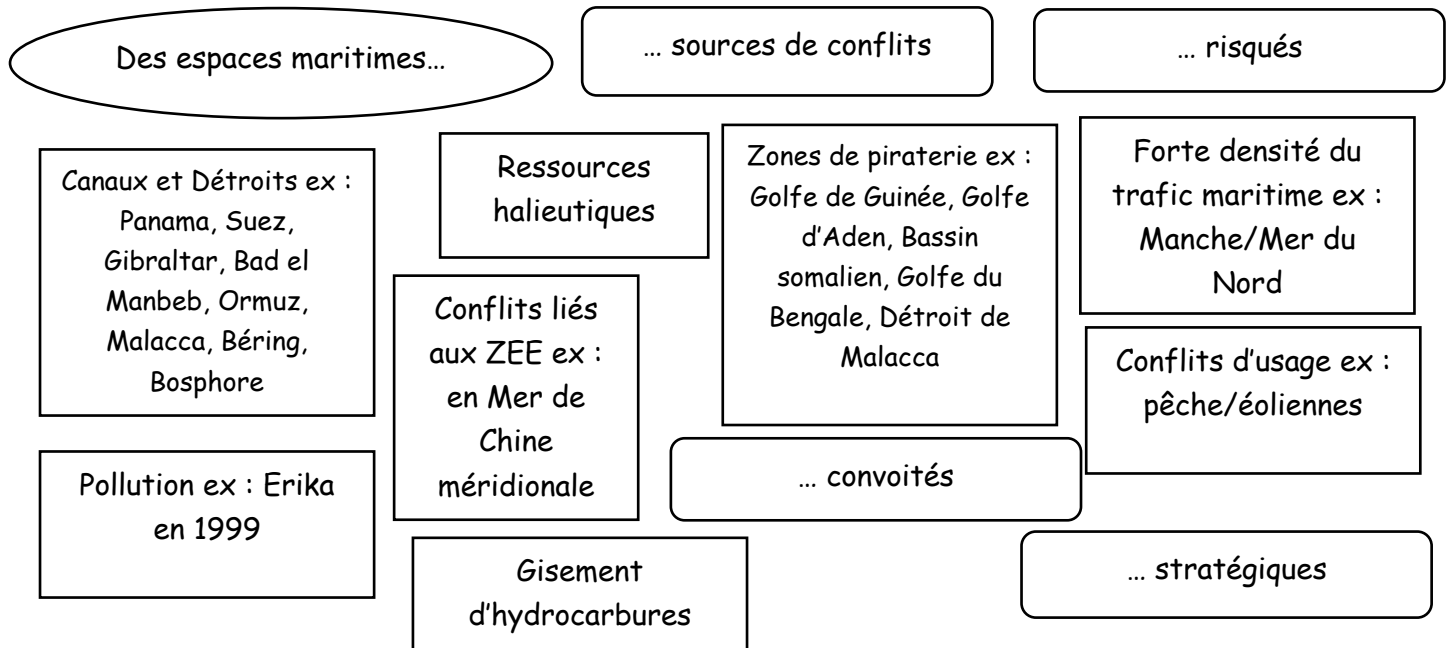 Des espaces maritimes…
… sources de conflits
… risqués
Canaux et Détroits ex :
Panama, Suez,
Gibraltar, Bad el
Manbeb, Ormuz,
Malacca, Béring,
Bosphore
Ressources
halieutiques
Zones de piraterie ex :
Golfe de Guinée, Golfe
d’Aden, Bassin
somalien, Golfe du
Bengale, Détroit de
Malacca
Forte densité du
trafic maritime ex :
Manche/Mer du
Nord
Conflits liés
aux ZEE ex :
en Mer de
Chine
méridionale
Conflits d’usage ex :
pêche/éoliennes
Pollution ex : Erika
en 1999
… convoités
Gisement
d’hydrocarbures
… stratégiques